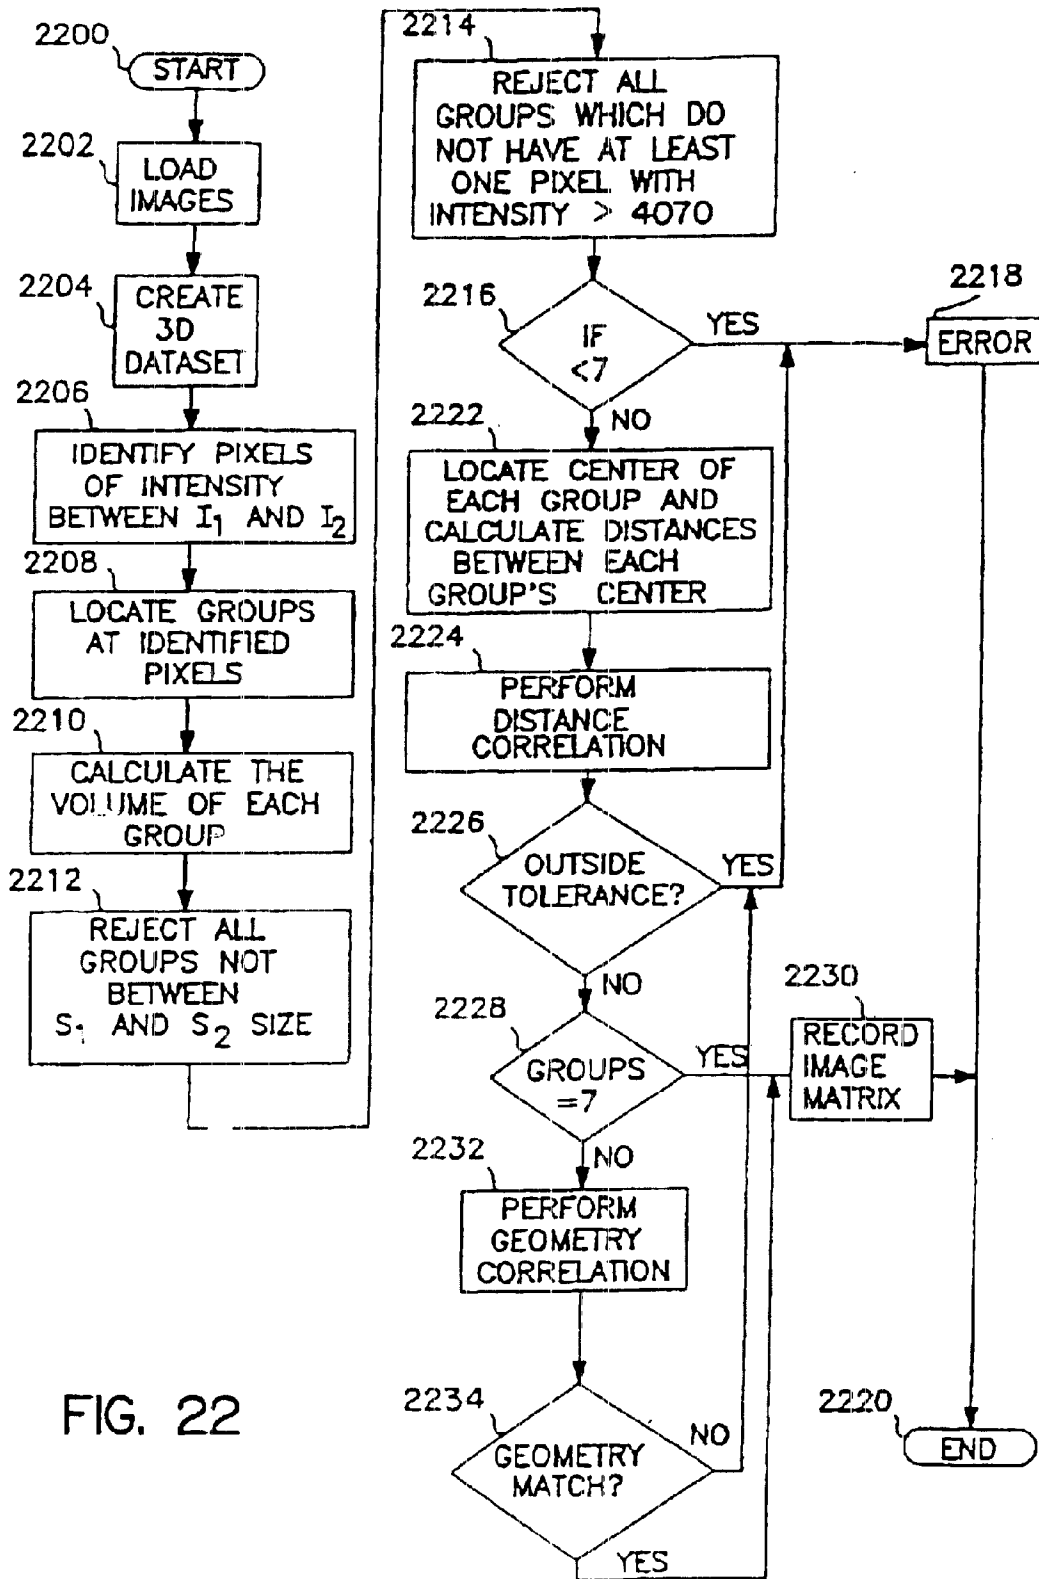 2200
START
2202
LOAD
IMAGES
2204
CREATE
3D
DATASET
2206
IDENTIFY PIXELS
OF INTENSITY
BETWEEN I1 AND I2
2208
LOCATE GROUPS
AT IDENTIFIED
PIXELS
2210
CALCULATE THE
VOLUME OF EACH
GROUP
2212
REJECT ALL
GROUPS NOT
BETWEEN
S1 AND S2 SIZE
2214
REJECT ALL
GROUPS WHICH DO
NOT HAVE AT LEAST
ONE PIXEL WITH
INTENSITY > 4070
2216
IF
<7
YES
NO
2218
ERROR
2222
LOCATE CENTER OF
EACH GROUP AND
CALCULATE DISTANCES
BETWEEN EACH
GROUP'S CENTER
2224
PERFORM
DISTANCE
CORRELATION
2226
OUTSIDE
TOLERANCE?
YES
NO
2228
GROUPS
=7
YES
NO
2230
RECORD
IMAGE
MATRIX
2232
PERFORM
GEOMETRY
CORRELATION
2234
GEOMETRY
MATCH?
NO
YES
2220
END
FIG. 22